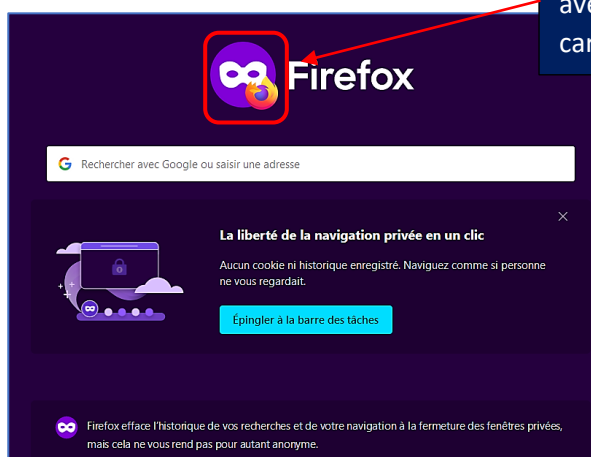 Firefox
Rechercher avec Google ou saisir une adresse
La liberté de la navigation privée en un clic
Aucun cookie ni historique enregistré. Naviguez comme si personne
ne vous regardait.
Épingler à la barre des tâches
Firefox efface l'historique de vos recherches et de votre navigation à la fermeture des fenêtres privées,
mais cela ne vous rend pas pour autant anonyme.